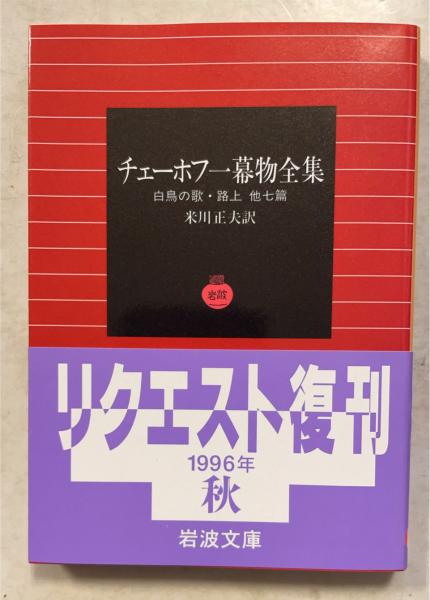 チェーホフ一幕物全集
白鳥の歌・路上 他七篇
米川正夫訳
岩波
リクエスト復刊
1996年
秋
岩波文庫